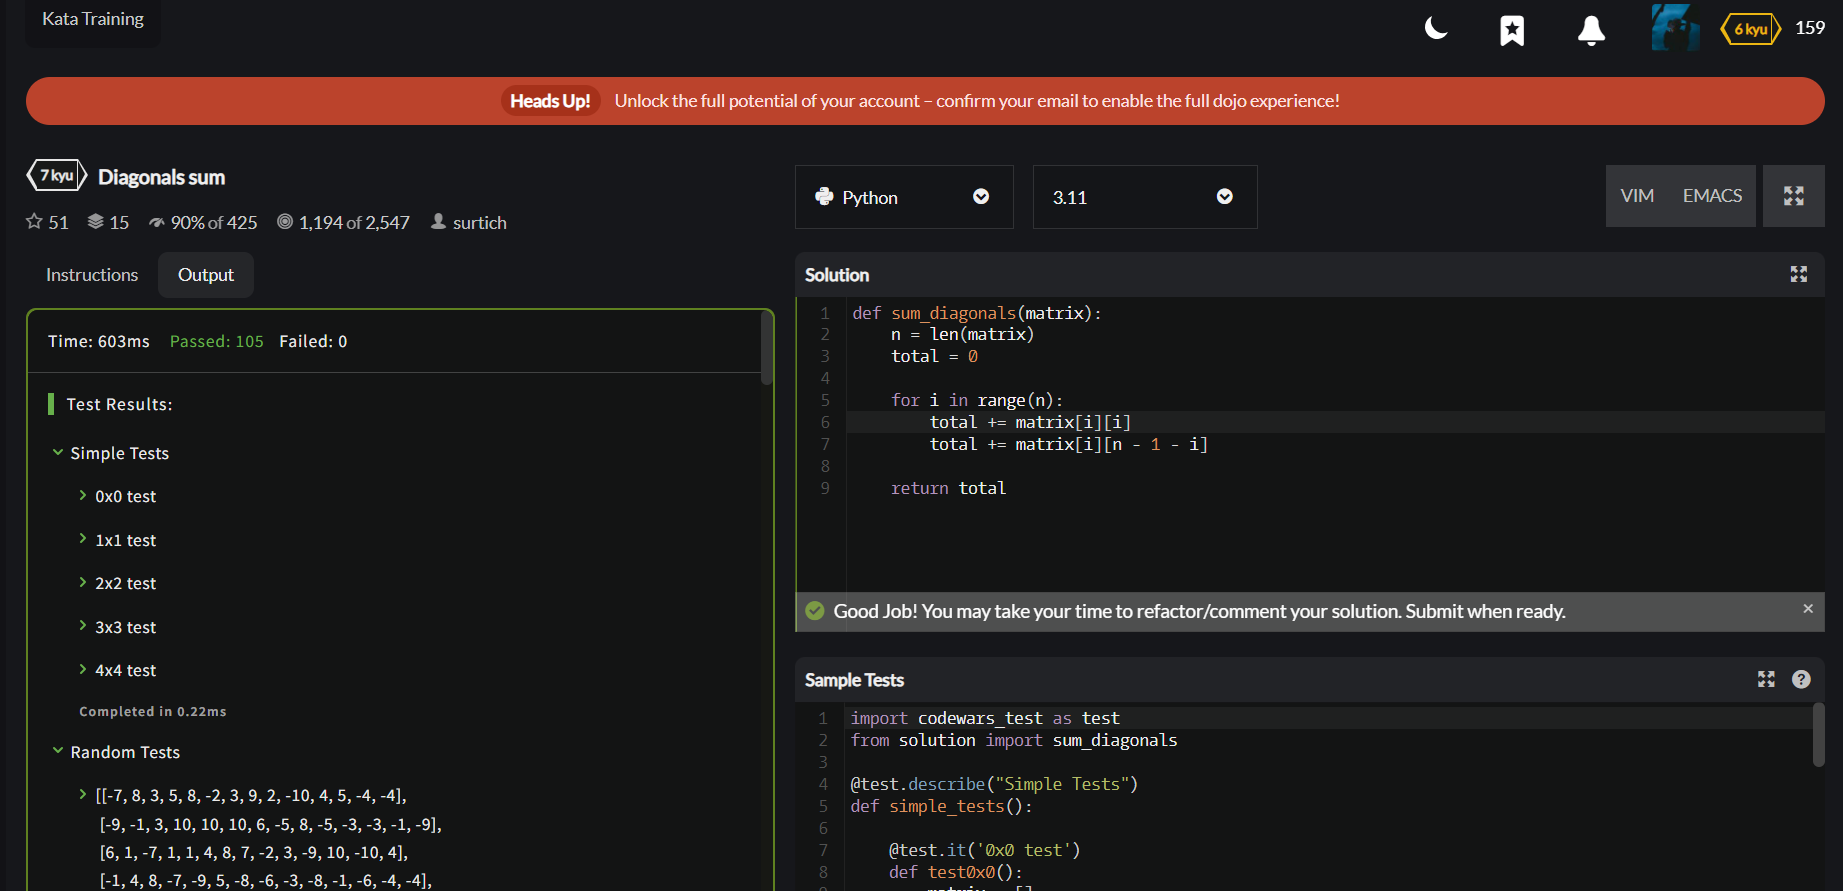 Kata Training
6 kyu 159
Heads Up! Unlock the full potential of your account – confirm your email to enable the full dojo experience!
7 kyu Diagonals sum
51 15 90% of 425 1,194 of 2,547 surtich
Instructions Output
Time: 603ms Passed: 105 Failed: 0
Test Results:
Simple Tests
0x0 test
1x1 test
2x2 test
3x3 test
4x4 test
Completed in 0.22ms
Random Tests
[[-7, 8, 3, 5, 8, -2, 3, 9, 2, -10, 4, 5, -4, -4],
[-9, -1, 3, 10, 10, 10, 6, -5, 8, -5, -3, -3, -1, -9],
[6, 1, -7, 1, 1, 4, 8, 7, -2, 3, -9, 10, -10, 4],
[-1, 4, 8, -7, -9, 5, -8, -6, -3, -8, -1, -6, -4, -4],
Python 3.11 VIM EMACS
Solution
1 def sum_diagonals(matrix):
2 n = len(matrix)
3 total = 0
4
5 for i in range(n):
6 total += matrix[i][i]
7 total += matrix[i][n - 1 - i]
8
9 return total
Good Job! You may take your time to refactor/comment your solution. Submit when ready. ×
Sample Tests ?
1 import codewars_test as test
2 from solution import sum_diagonals
3
4 @test.describe("Simple Tests")
5 def simple_tests():
6
7 @test.it('0x0 test')
8 def test0x0():